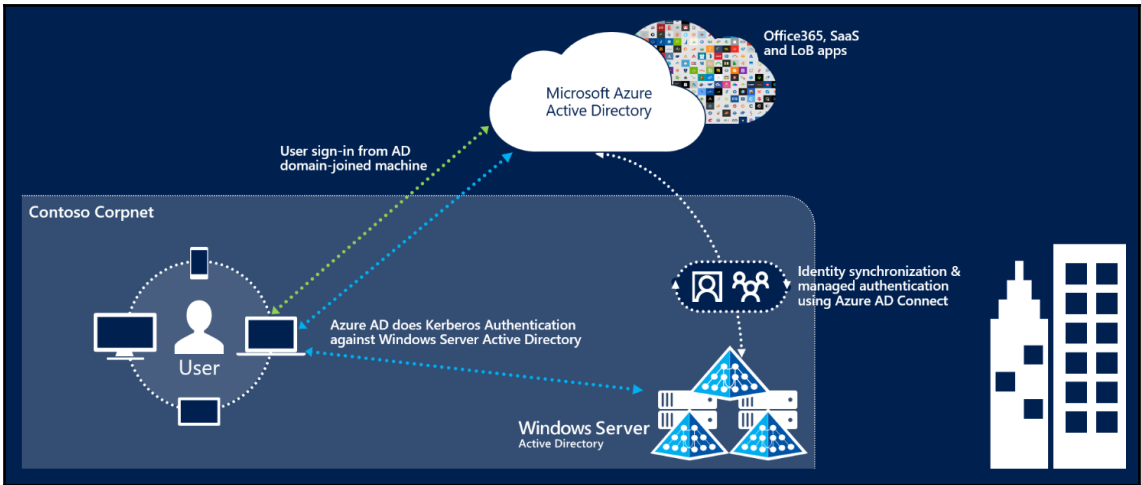 Office365, SaaS
and LoB apps
Microsoft Azure
Active Directory
User sign-in from AD
domain-joined machine
Contoso Corpnet
Identity synchronization &
managed authentication
using Azure AD Connect
Azure AD does Kerberos Authentication
against Windows Server Active Directory
User
Windows Server
Active Directory